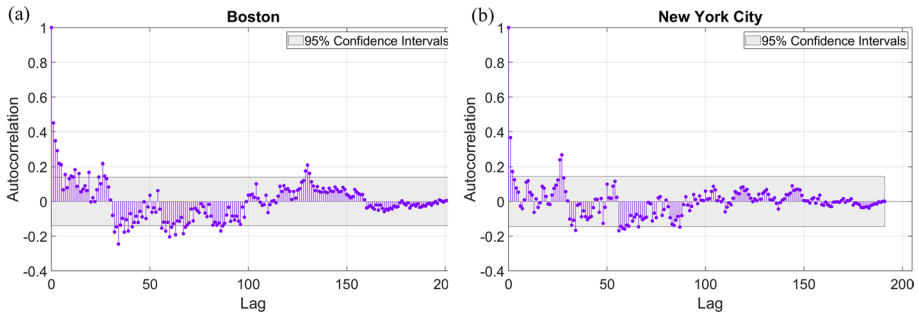 (a)
Boston
95% Confidence Intervals
Autocorrelation
1
0.8
0.6
0.4
0.2
0
-0.2
-0.4
0 50 100 150 20
Lag
(b)
New York City
95% Confidence Intervals
Autocorrelation
1
0.8
0.6
0.4
0.2
0
-0.2
-0.4
0 50 100 150 200
Lag